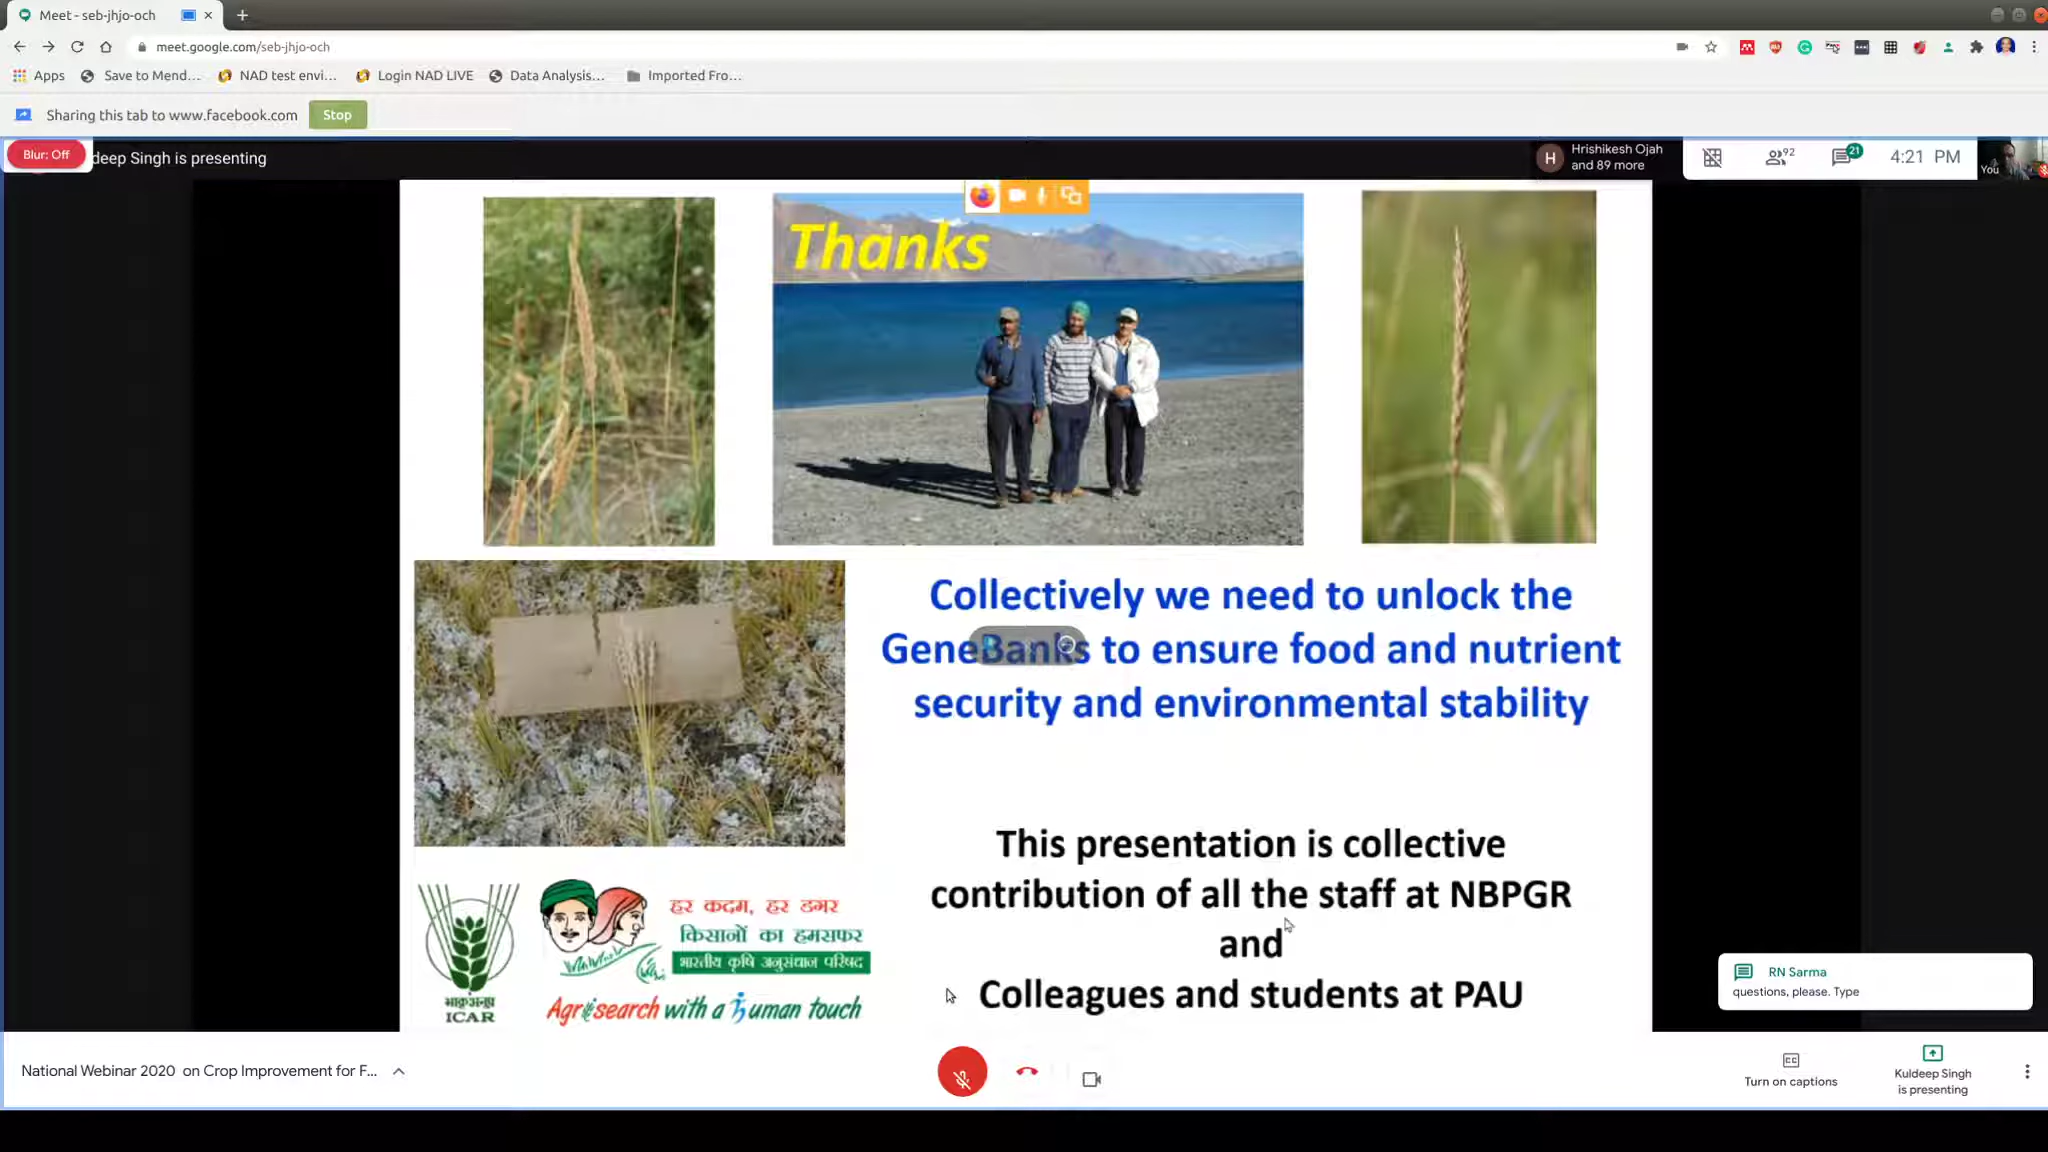 Meet - seb-jhjo-och
meet.google.com/seb-jhjo-och
Apps
Save to Mend...
NAD test envi...
Login NAD LIVE
Data Analysis...
Imported Fro...
Sharing this tab to www.facebook.com
Stop
Blur: Off
deep Singh is presenting
H
Hrishikesh Ojah
and 89 more
92
21
4:21 PM
You
Thanks
Collectively we need to unlock the
GeneBanks to ensure food and nutrient
security and environmental stability
This presentation is collective
contribution of all the staff at NBPGR
and
Colleagues and students at PAU
भाकृअनुप
ICAR
हर कदम, हर डगर
किसानों का हमसफर
भारतीय कृषि अनुसंधान परिषद
Agrisearch with a human touch
RN Sarma
questions, please. Type
National Webinar 2020 on Crop Improvement for F...
Turn on captions
Kuldeep Singh
is presenting